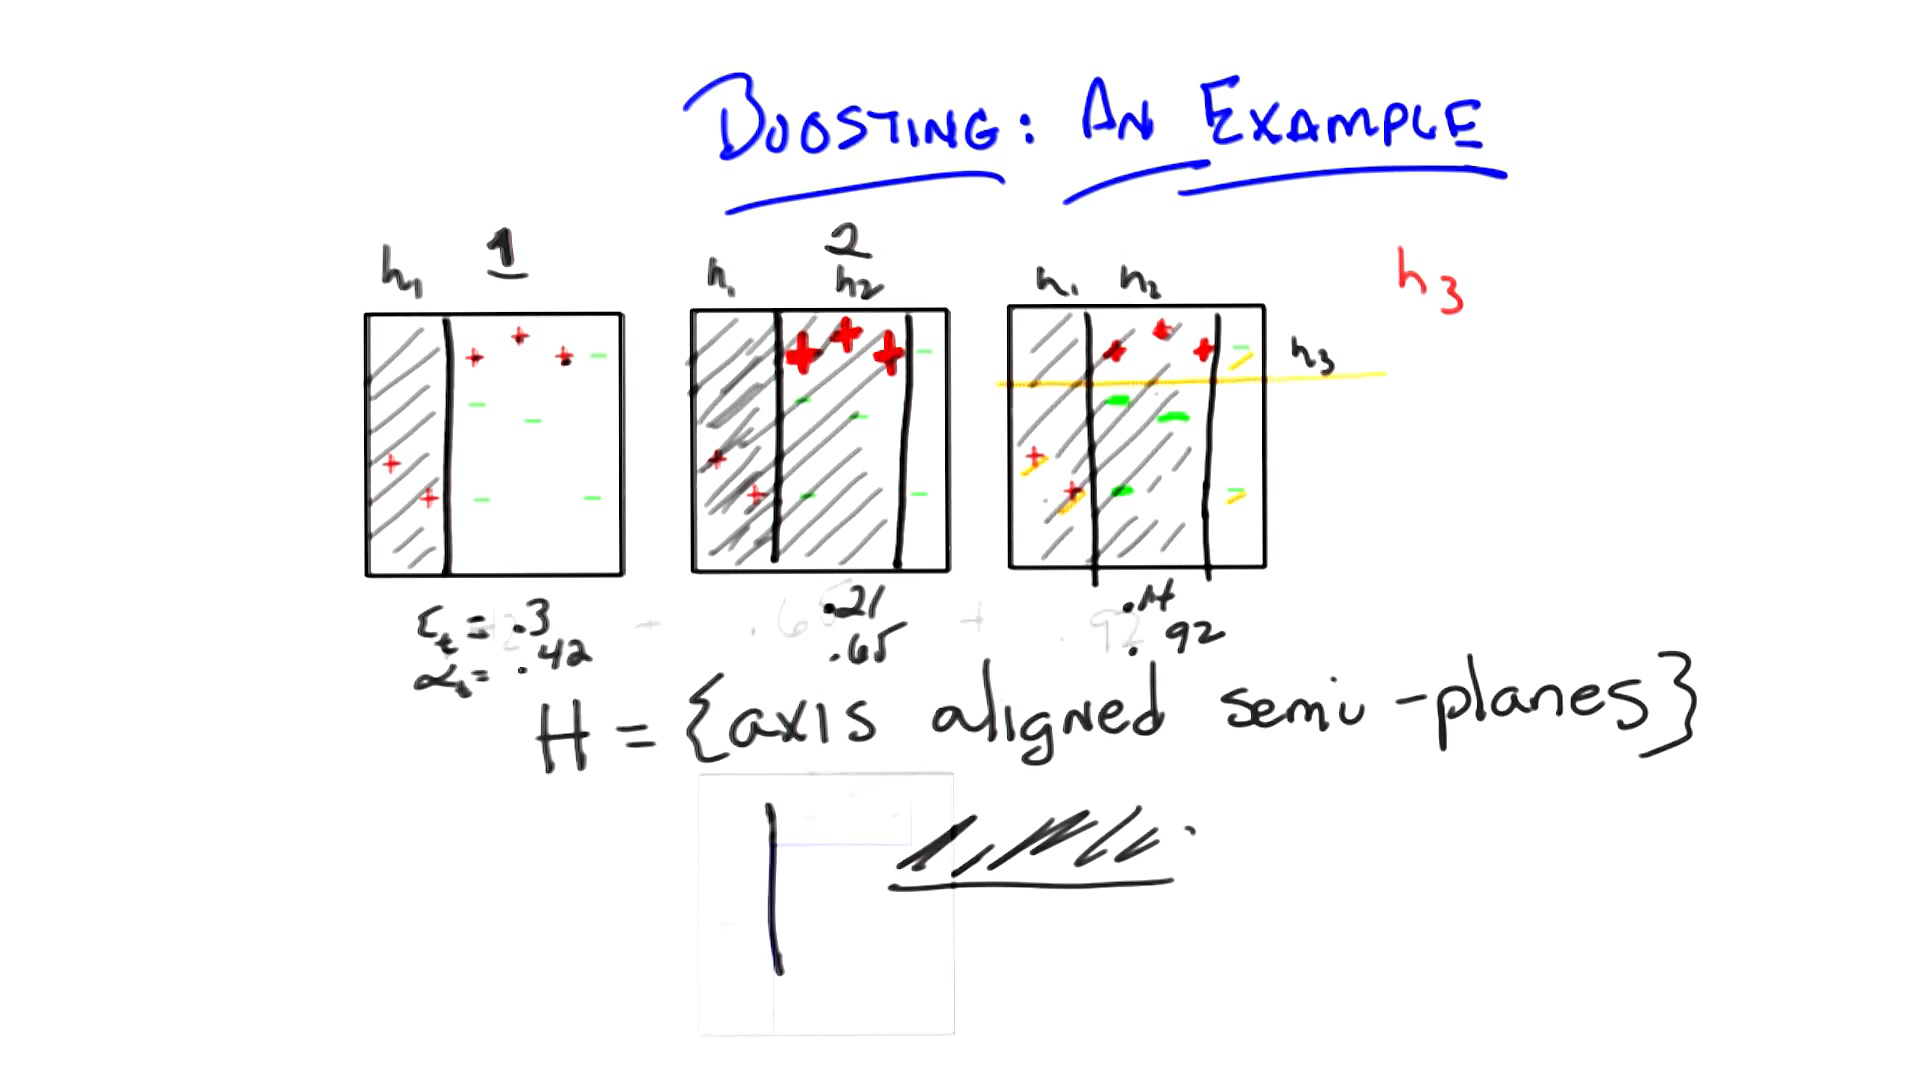 BOOSTING: AN EXAMPLE
h1 1
h1 2 h2
h1 h2
h3
h3
εt = .3
αt = .42
.21
.65
.14
.92
H = {axis aligned semi-planes}